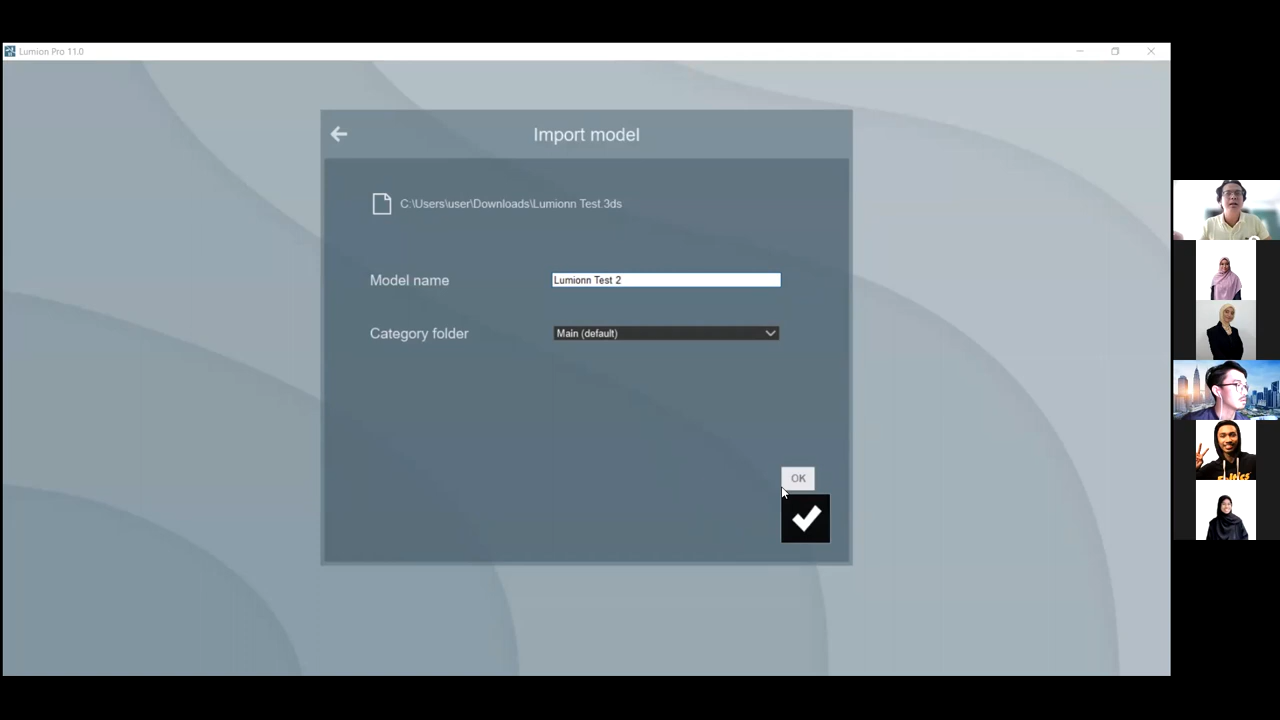 Lumion Pro 11.0
Import model
C:\Users\user\Downloads\Lumionn Test.3ds
Model name
Lumionn Test 2
Category folder
Main (default)
OK